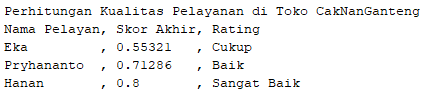 Perhitungan Kualitas Pelayanan di Toko CakNanGanteng
Nama Pelayan, Skor Akhir, Rating
Eka        , 0.55321   , Cukup
Pryhananto , 0.71286   , Baik
Hanan      , 0.8       , Sangat Baik